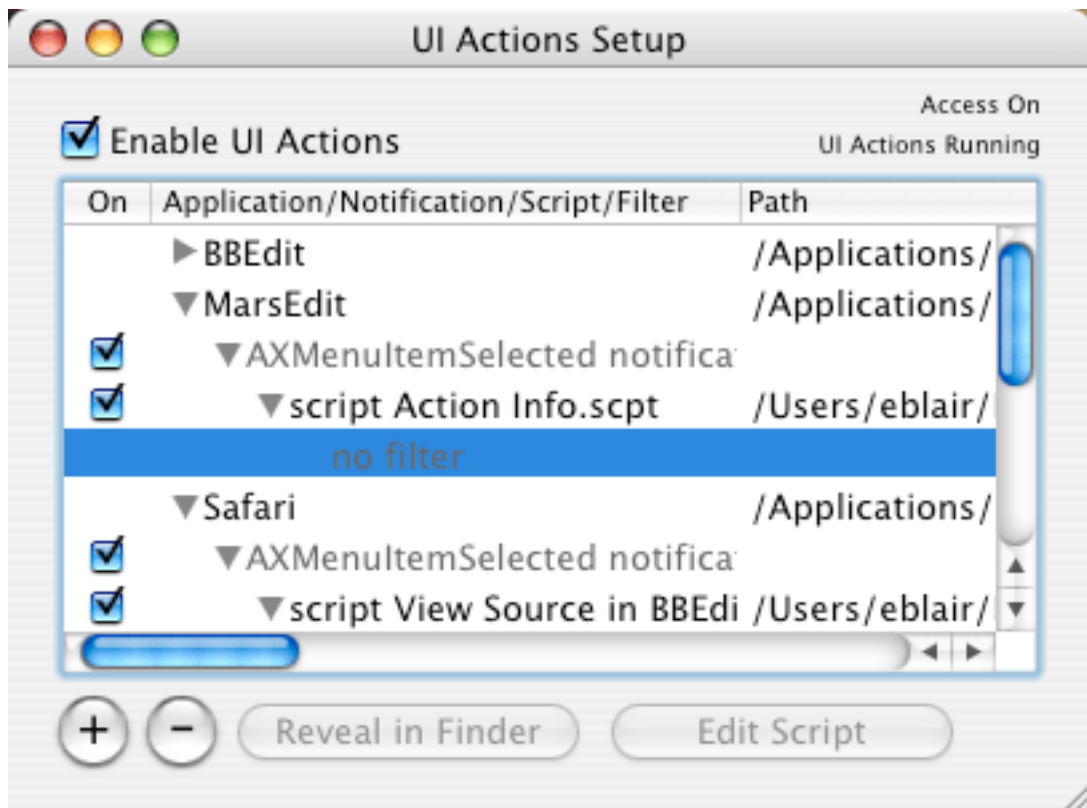 UI Actions Setup
Access On
Enable UI Actions
UI Actions Running
On Application/Notification/Script/Filter Path
BBEdit /Applications/
MarsEdit /Applications/
AXMenuItemSelected notifica
script Action Info.scpt /Users/eblair/
no filter
Safari /Applications/
AXMenuItemSelected notifica
script View Source in BBEdi /Users/eblair/
+ - Reveal in Finder Edit Script